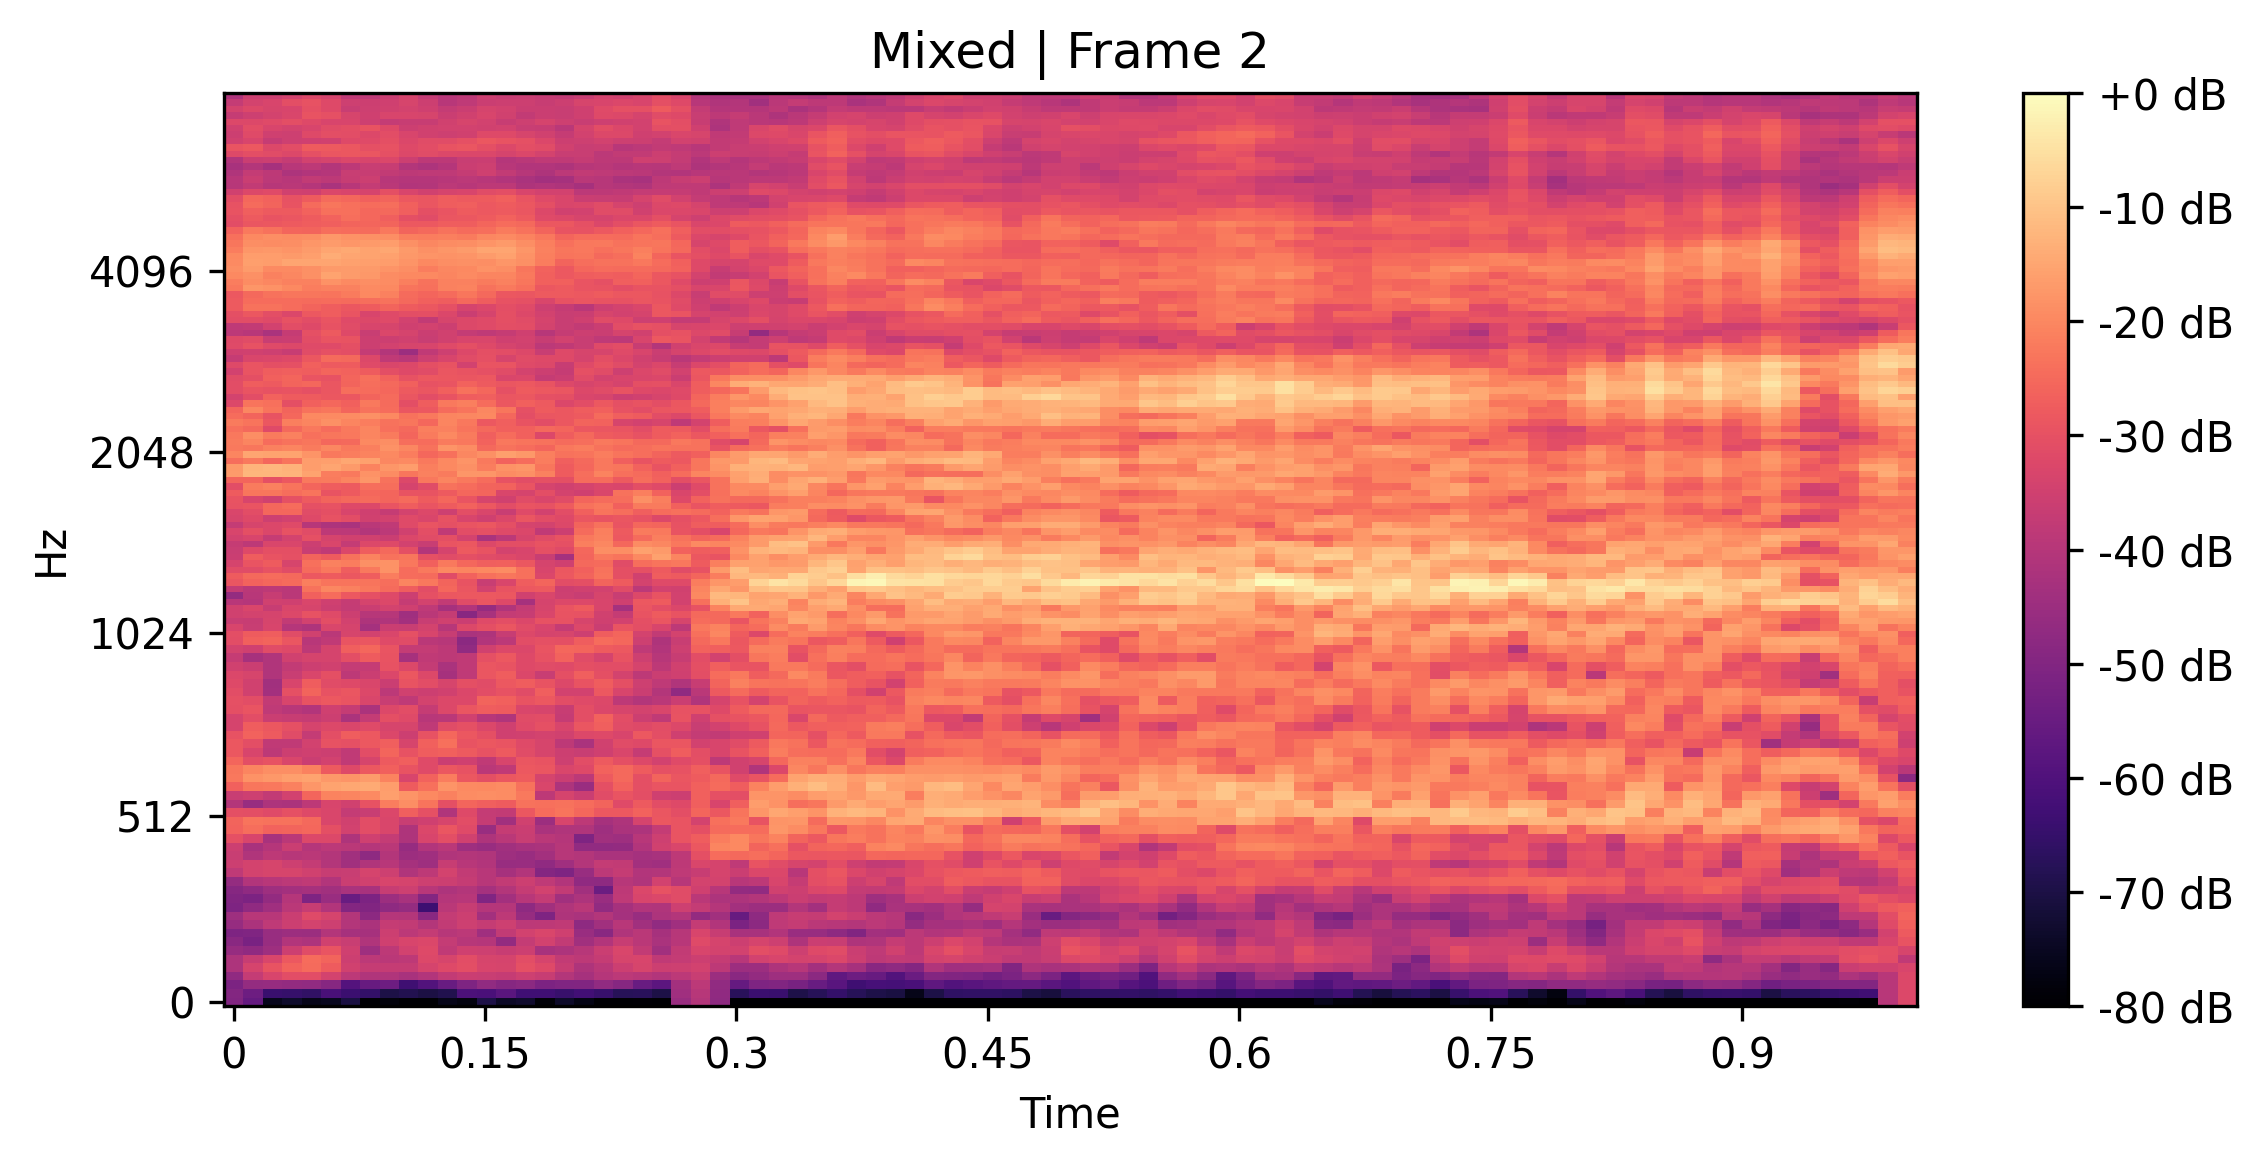 Mixed | Frame 2
Hz
4096
2048
1024
512
0
0
0.15
0.3
0.45
0.6
0.75
0.9
Time
+0 dB
-10 dB
-20 dB
-30 dB
-40 dB
-50 dB
-60 dB
-70 dB
-80 dB